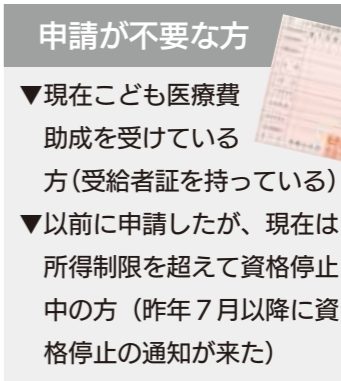 申請が不要な方
▼現在こども医療費
助成を受けている
方（受給者証を持っている）
▼以前に申請したが、現在は
所得制限を超えて資格停止
中の方（昨年７月以降に資
格停止の通知が来た）